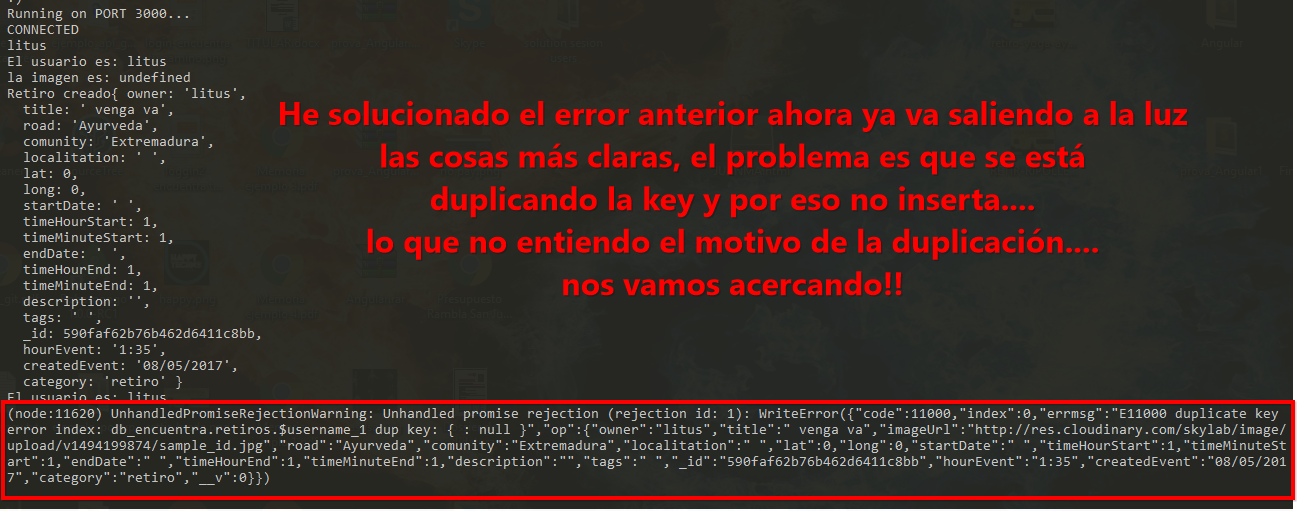 Running on PORT 3000...
CONNECTED
litus
El usuario es: litus
la imagen es: undefined
Retiro creado{ owner: 'litus',
title: ' venga va',
road: 'Ayurveda',
comunity: 'Extremadura',
localitation: ' ',
lat: 0,
long: 0,
startDate: ' ',
timeHourStart: 1,
timeMinuteStart: 1,
endDate: ' ',
timeHourEnd: 1,
timeMinuteEnd: 1,
description: '',
tags: ' ',
_id: 590faf62b76b462d6411c8bb,
hourEvent: '1:35',
createdEvent: '08/05/2017',
category: 'retiro' }
El usuario es: litus
He solucionado el error anterior ahora ya va saliendo a la luz
las cosas más claras, el problema es que se está
duplicando la key y por eso no inserta....
lo que no entiendo el motivo de la duplicación....
nos vamos acercando!!
(node:11620) UnhandledPromiseRejectionWarning: Unhandled promise rejection (rejection id: 1): WriteError({"code":11000,"index":0,"errmsg":"E11000 duplicate key
error index: db_encuentra.retiros.$username_1 dup key: { : null }","op":{"owner":"litus","title":" venga va","imageUrl":"http://res.cloudinary.com/skylab/image/
upload/v1494199874/sample_id.jpg","road":"Ayurveda","comunity":"Extremadura","localitation":" ","lat":0,"long":0,"startDate":" ","timeHourStart":1,"timeMinuteSt
art":1,"endDate":" ","timeHourEnd":1,"timeMinuteEnd":1,"description":"","tags":" ","_id":"590faf62b76b462d6411c8bb","hourEvent":"1:35","createdEvent":"08/05/201
7","category":"retiro","__v":0}})